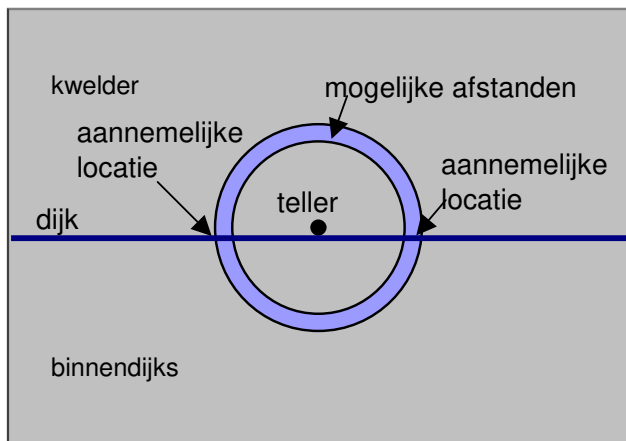 kwelder
mogelijke afstanden
aannemelijke
locatie
aannemelijke
locatie
teller
dijk
binnendijks